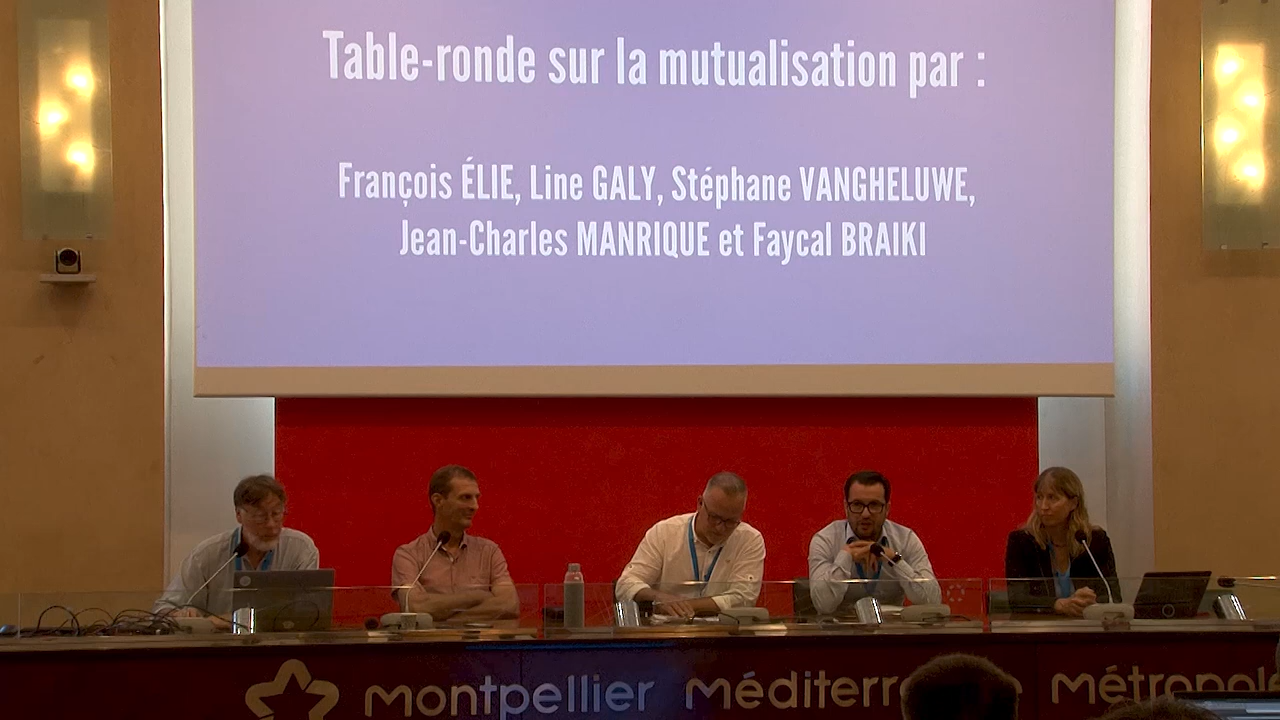 Table-ronde sur la mutualisation par :
François ÉLIE, Line GALY, Stéphane VANGHELUWE,
Jean-Charles MANRIQUE et Faycal BRAIKI
montpellier